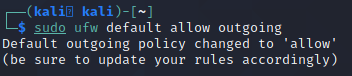 ┌──(kali㉿ kali)-[~]
└─$ sudo ufw default allow outgoing
Default outgoing policy changed to 'allow'
(be sure to update your rules accordingly)